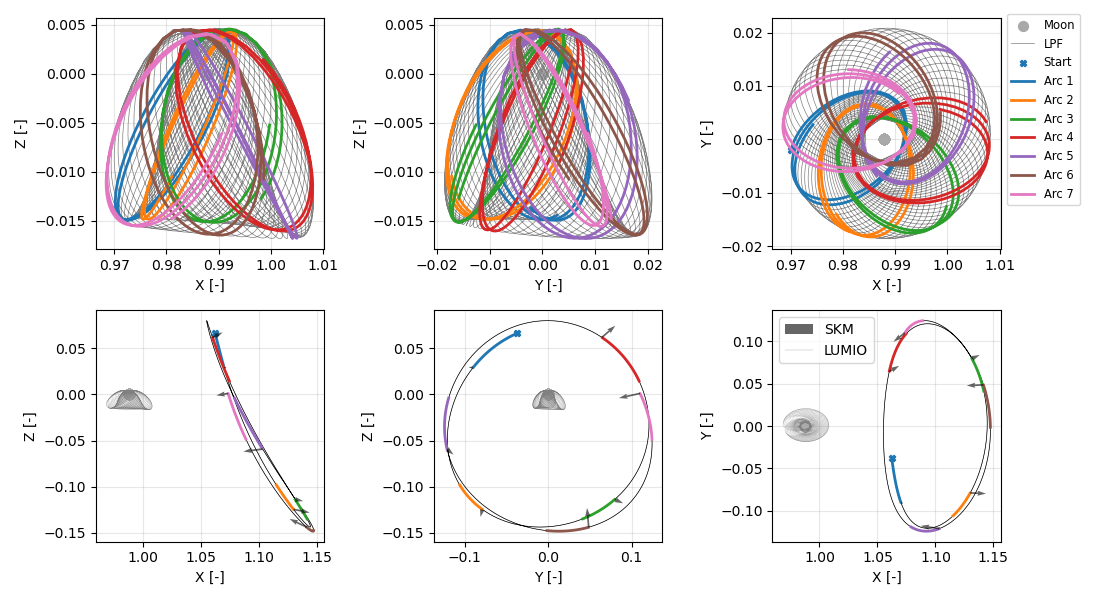 0.005
0.000
−0.005
−0.010
−0.015
Z [-]
0.97 0.98 0.99 1.00 1.01
X [-]
0.005
0.000
−0.005
−0.010
−0.015
Z [-]
−0.02 −0.01 0.00 0.01 0.02
Y [-]
0.02
0.01
0.00
−0.01
−0.02
Y [-]
0.97 0.98 0.99 1.00 1.01
X [-]
Moon
LPF
Start
Arc 1
Arc 2
Arc 3
Arc 4
Arc 5
Arc 6
Arc 7
0.05
0.00
−0.05
−0.10
−0.15
Z [-]
1.00 1.05 1.10 1.15
X [-]
0.05
0.00
−0.05
−0.10
−0.15
Z [-]
−0.1 0.0 0.1
Y [-]
SKM
LUMIO
0.10
0.05
0.00
−0.05
−0.10
Y [-]
1.00 1.05 1.10 1.15
X [-]